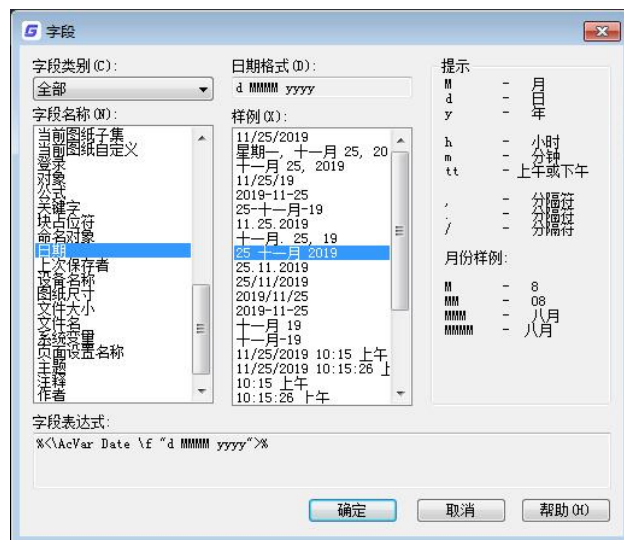 字段
字段类别(C):
全部
字段名称(N):
当前图纸子集
当前图纸自定义
登录
对象
公式
关键字
块占位符
命名对象
日期
上次保存者
设备名称
图纸尺寸
文件大小
文件名
系统变量
页面设置名称
主题
注释
作者
日期格式(D):
d MMMM yyyy
样例(X):
11/25/2019
星期一, 十一月 25, 20
十一月 25, 2019
11/25/19
2019-11-25
25-十一月-19
11.25.2019
十一月. 25, 19
25 十一月 2019
25.11.2019
25/11/2019
2019/11/25
2019-11-25
十一月 19
十一月-19
11/25/2019 10:15 上午
11/25/2019 10:15:26 上
10:15 上午
10:15:26 上午
提示
M - 月
d - 日
y - 年
h - 小时
m - 分钟
tt - 上午或下午
, - 分隔符
. - 分隔符
/ - 分隔符
月份样例:
M - 8
MM - 08
MMM - 八月
MMMM - 八月
字段表达式:
%<\AcVar Date \f "d MMMM yyyy">%
确定
取消
帮助(H)